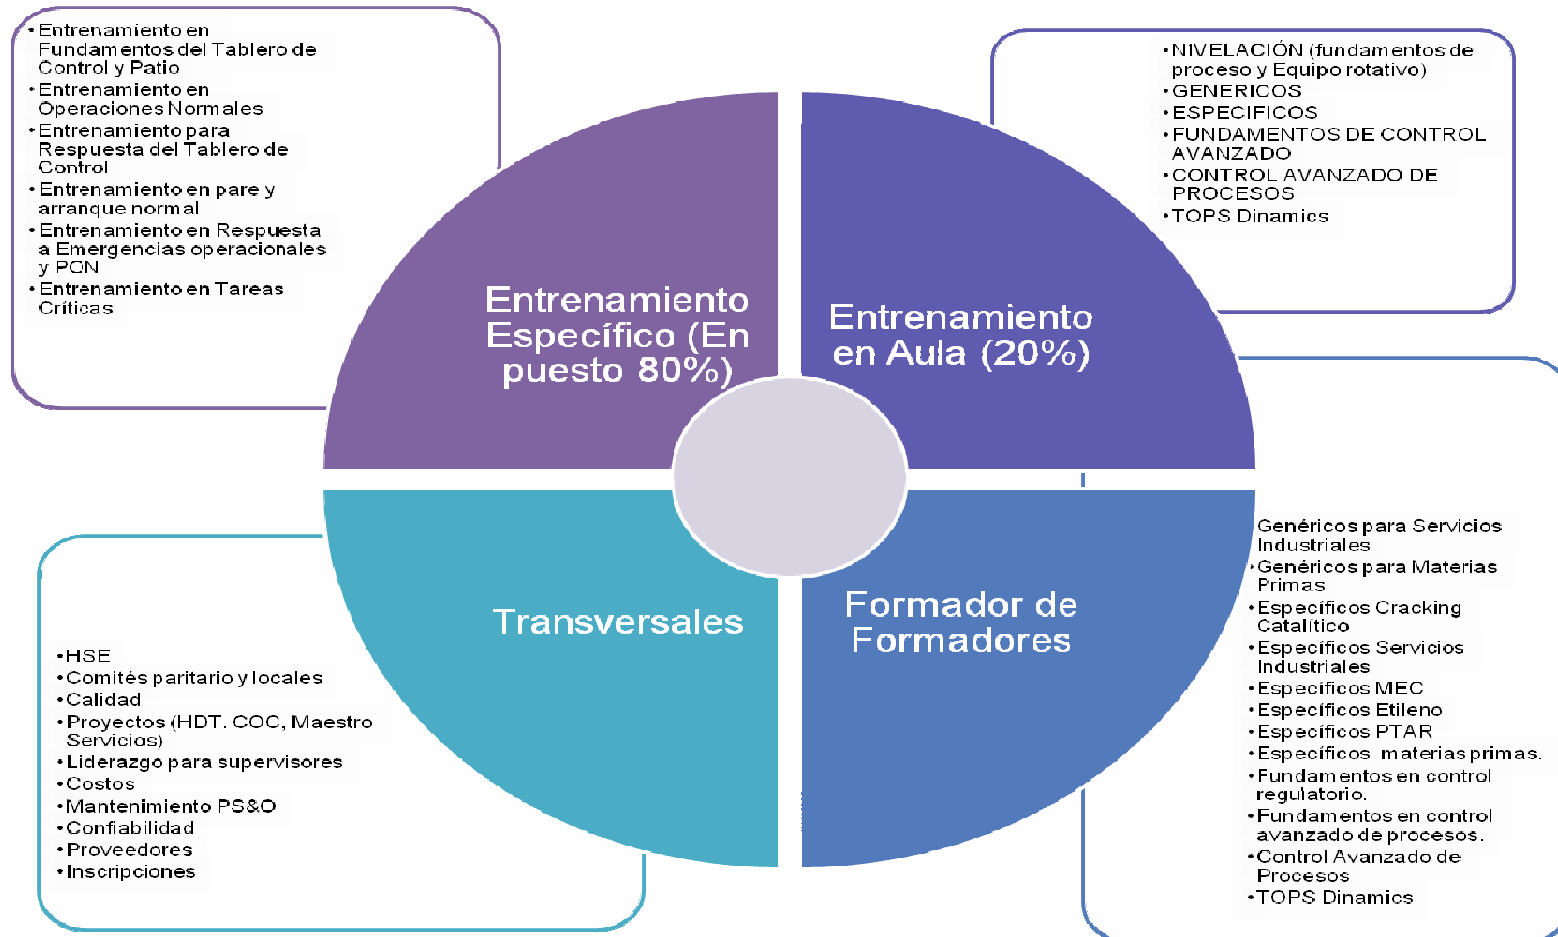 •Entrenamiento en
Fundamentos del Tablero de
Control y Patio
•Entrenamiento en
Operaciones Normales
•Entrenamiento para
Respuesta del Tablero de
Control
•Entrenamiento en pare y
arranque normal
•Entrenamiento en Respuesta
a Emergencias operacionales
y PON
•Entrenamiento en Tareas
Críticas
•NIVELACIÓN (fundamentos de
proceso y Equipo rotativo)
•GENERICOS
•ESPECIFICOS
•FUNDAMENTOS DE CONTROL
AVANZADO
•CONTROL AVANZADO DE
PROCESOS
•TOPS Dinamics
Entrenamiento
Específico (En
puesto 80%)
Entrenamiento
en Aula (20%)
Transversales
Formador de
Formadores
•HSE
•Comités paritario y locales
•Calidad
•Proyectos (HDT. COC, Maestro
Servicios)
•Liderazgo para supervisores
•Costos
•Mantenimiento PS&O
•Confiabilidad
•Proveedores
•Inscripciones
Genéricos para Servicios
Industriales
•Genéricos para Materias
Primas
•Específicos Cracking
Catalítico
•Específicos Servicios
Industriales
•Específicos MEC
•Específicos Etileno
•Específicos PTAR
•Específicos materias primas.
•Fundamentos en control
regulatorio.
•Fundamentos en control
avanzado de procesos.
•Control Avanzado de
Procesos
•TOPS Dinamics